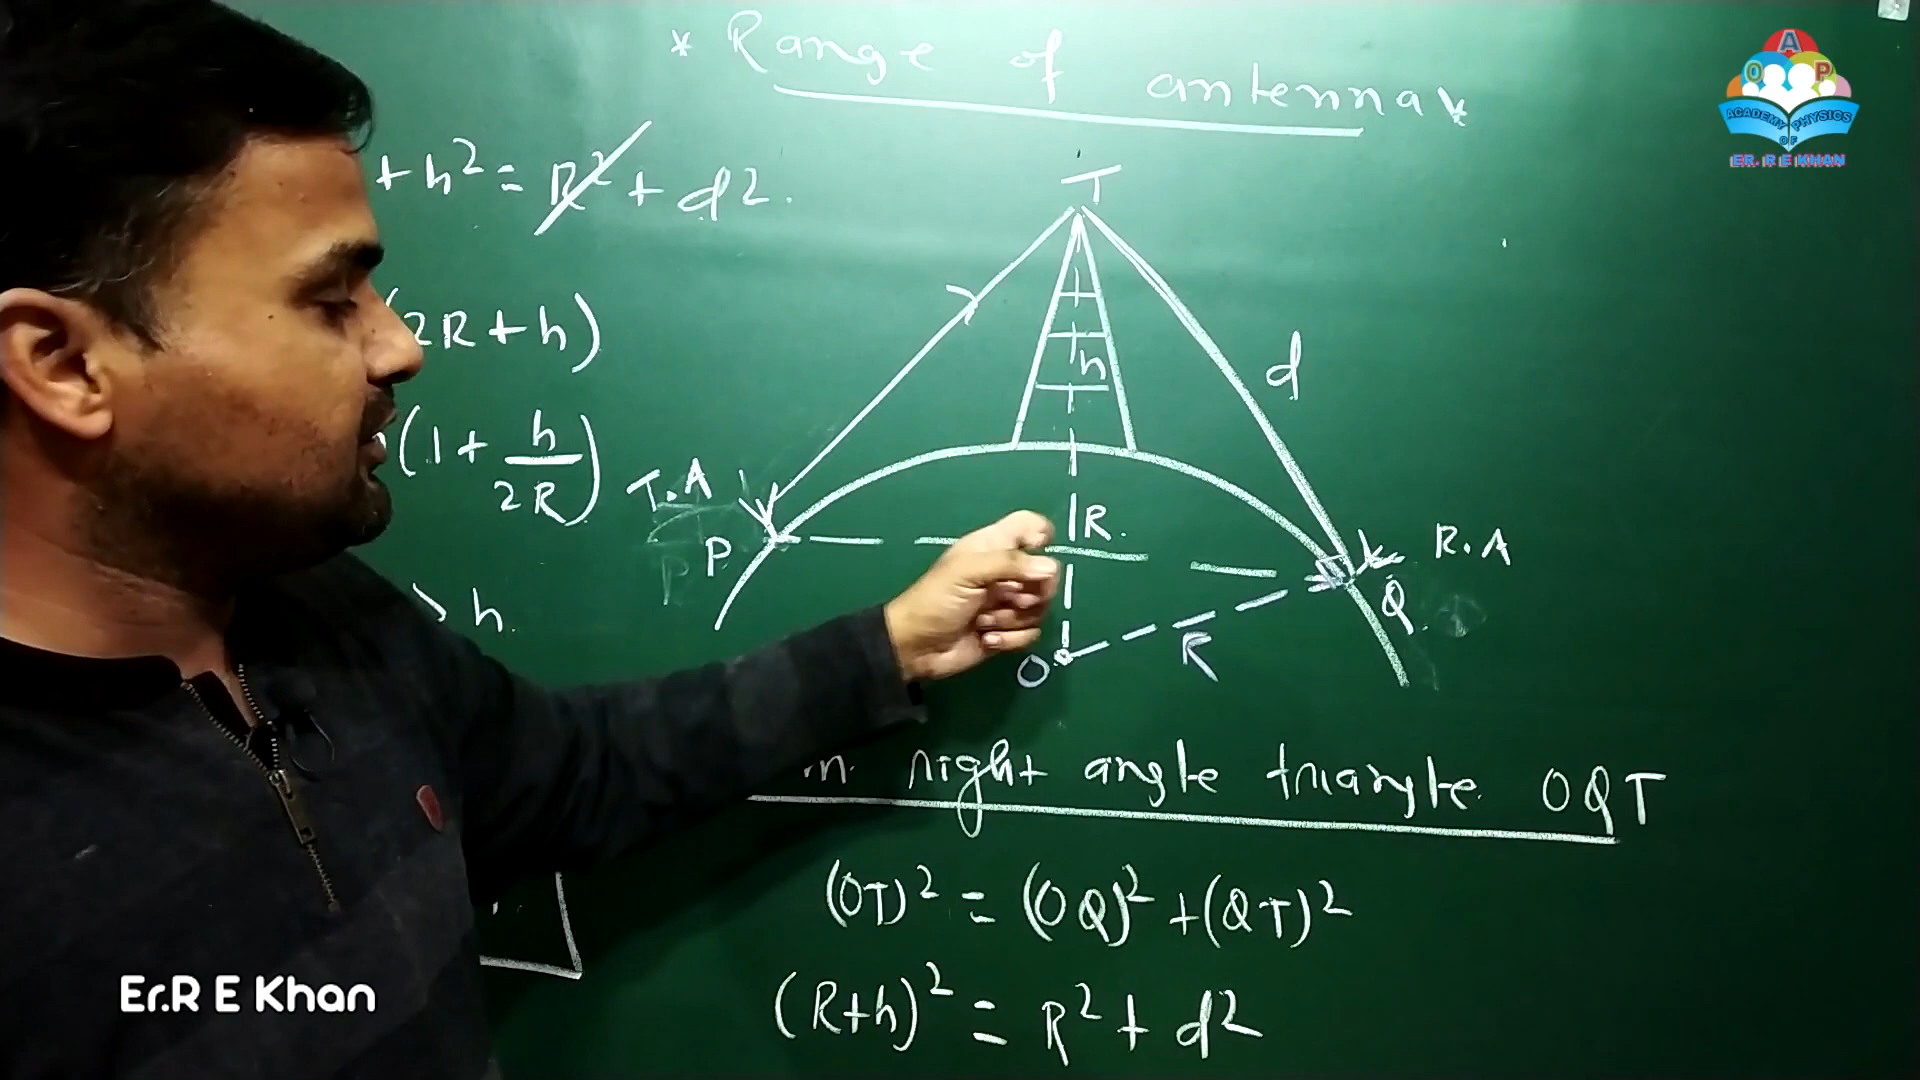 * Range of antenna *
+ h² = R² + d².
(2R + h)
(1 + h/2R)
> h.
T
h
d
T.A
P
R.
R.A
Q
O
R
right angle triangle OQT
(OT)² = (OQ)² + (QT)²
(R+h)² = R² + d²
A
O P
ACADEMY PHYSICS
OF
ER. R E KHAN
Er.R E Khan